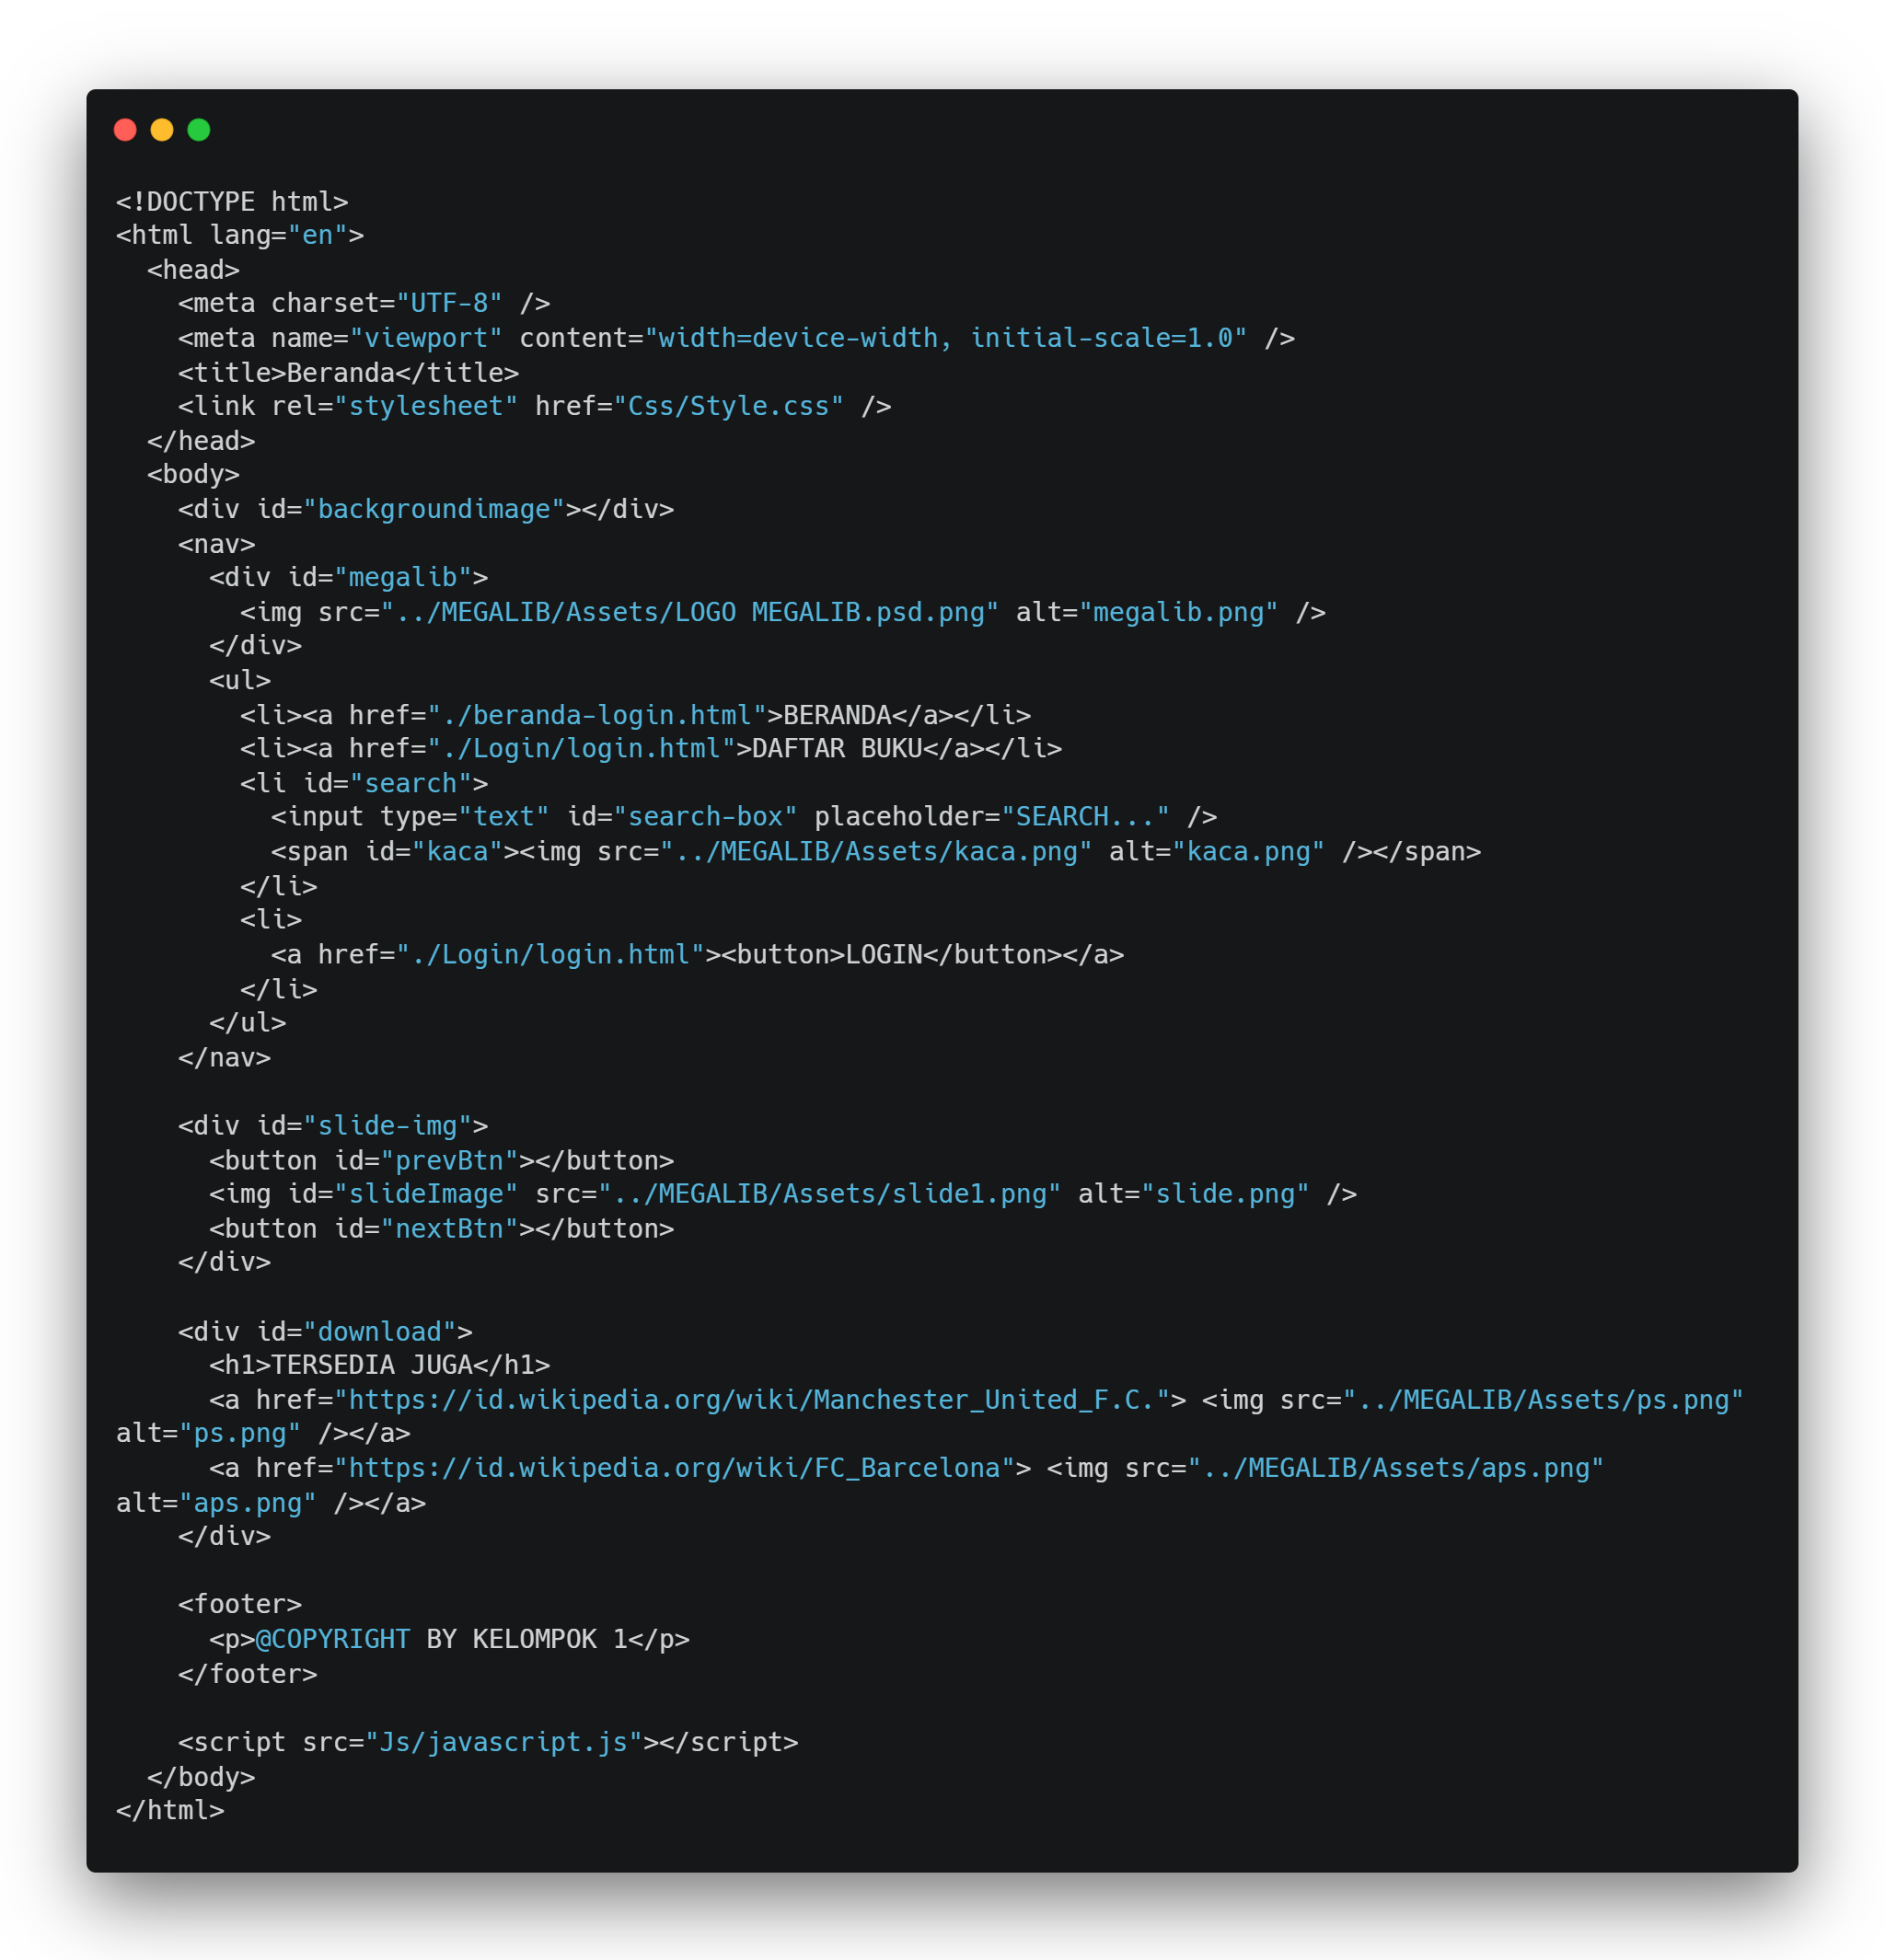 <!DOCTYPE html>
<html lang="en">
  <head>
    <meta charset="UTF-8" />
    <meta name="viewport" content="width=device-width, initial-scale=1.0" />
    <title>Beranda</title>
    <link rel="stylesheet" href="Css/Style.css" />
  </head>
  <body>
    <div id="backgroundimage"></div>
    <nav>
      <div id="megalib">
        <img src="../MEGALIB/Assets/LOGO MEGALIB.psd.png" alt="megalib.png" />
      </div>
      <ul>
        <li><a href="./beranda-login.html">BERANDA</a></li>
        <li><a href="./Login/login.html">DAFTAR BUKU</a></li>
        <li id="search">
          <input type="text" id="search-box" placeholder="SEARCH..." />
          <span id="kaca"><img src="../MEGALIB/Assets/kaca.png" alt="kaca.png" /></span>
        </li>
        <li>
          <a href="./Login/login.html"><button>LOGIN</button></a>
        </li>
      </ul>
    </nav>

    <div id="slide-img">
      <button id="prevBtn"></button>
      <img id="slideImage" src="../MEGALIB/Assets/slide1.png" alt="slide.png" />
      <button id="nextBtn"></button>
    </div>

    <div id="download">
      <h1>TERSEDIA JUGA</h1>
      <a href="https://id.wikipedia.org/wiki/Manchester_United_F.C."> <img src="../MEGALIB/Assets/ps.png"
alt="ps.png" /></a>
      <a href="https://id.wikipedia.org/wiki/FC_Barcelona"> <img src="../MEGALIB/Assets/aps.png"
alt="aps.png" /></a>
    </div>

    <footer>
      <p>@COPYRIGHT BY KELOMPOK 1</p>
    </footer>

    <script src="Js/javascript.js"></script>
  </body>
</html>